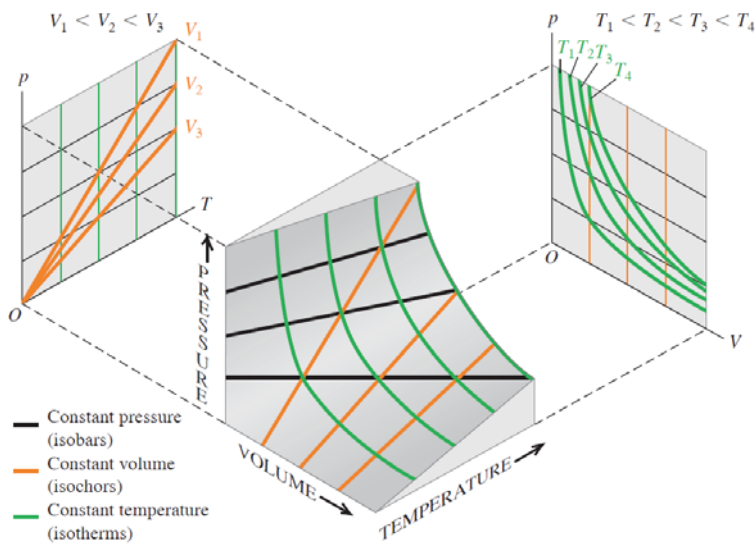 V₁ < V₂ < V₃
V₁
p
V₂
V₃
T
O
p
T₁ < T₂ < T₃ < T₄
T₁ T₂ T₃
T₄
O
V
PRESSURE
VOLUME
TEMPERATURE
Constant pressure
(isobars)
Constant volume
(isochors)
Constant temperature
(isotherms)